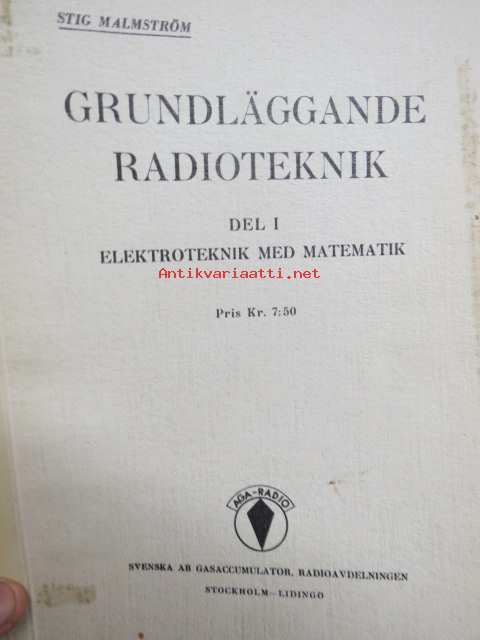 STIG MALMSTRÖM
GRUNDLÄGGANDE
RADIOTEKNIK
DEL I
ELEKTROTEKNIK MED MATEMATIK
Antikvariaatti.net
Pris Kr. 7:50
AGA-RADIO
SVENSKA AB GASACCUMULATOR, RADIOAVDELNINGEN
STOCKHOLM—LIDINGÖ